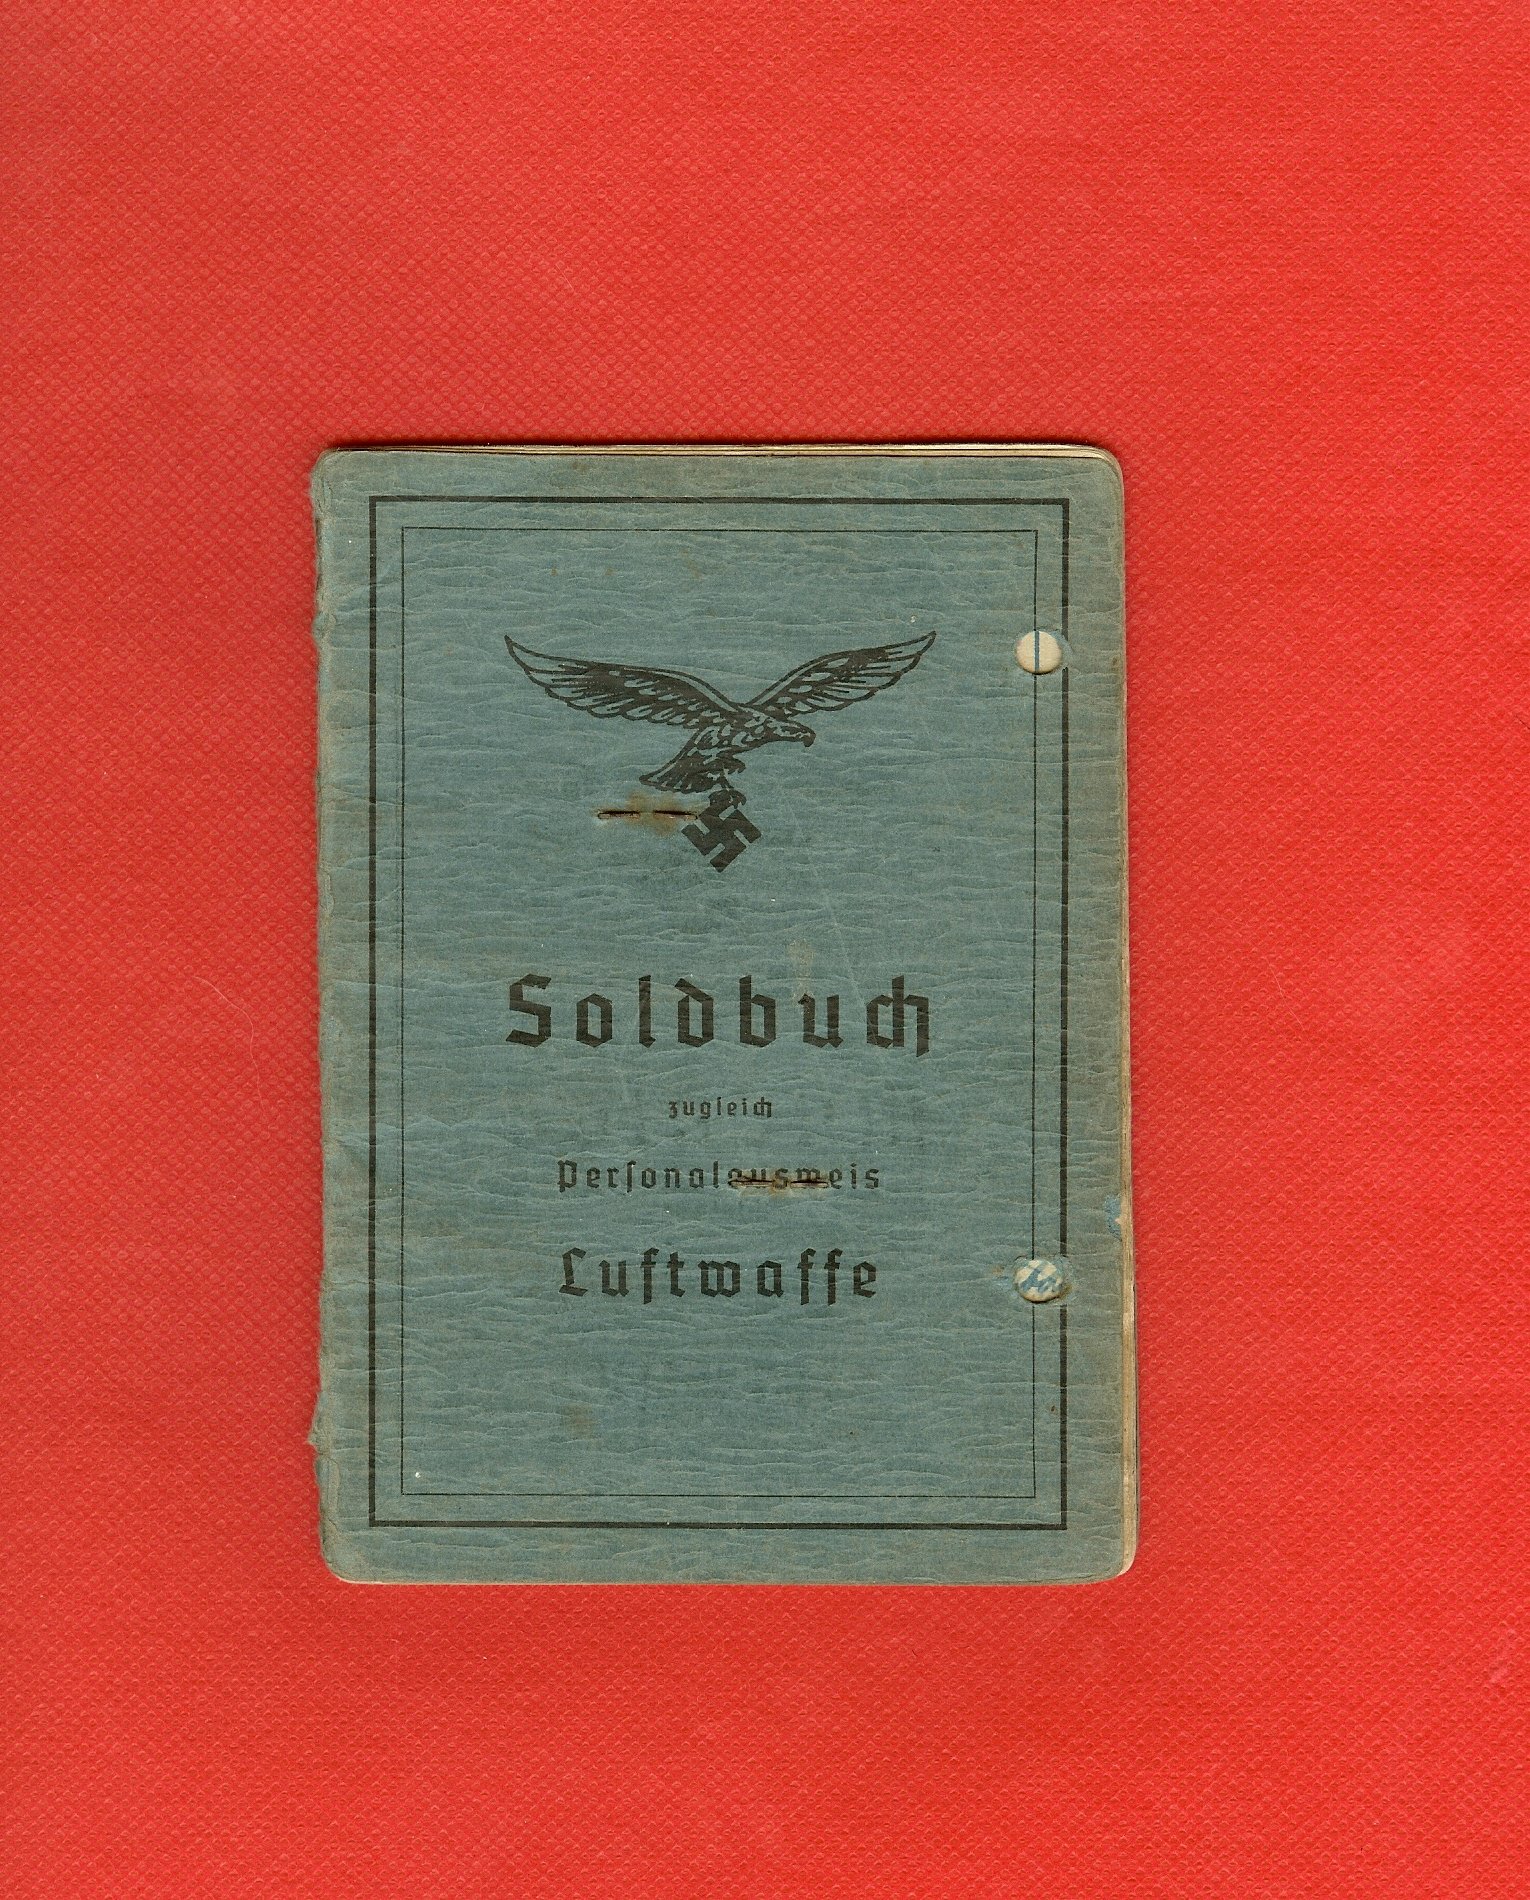 Soldbuch
zugleich
Perſonalausweis
Luftwaffe